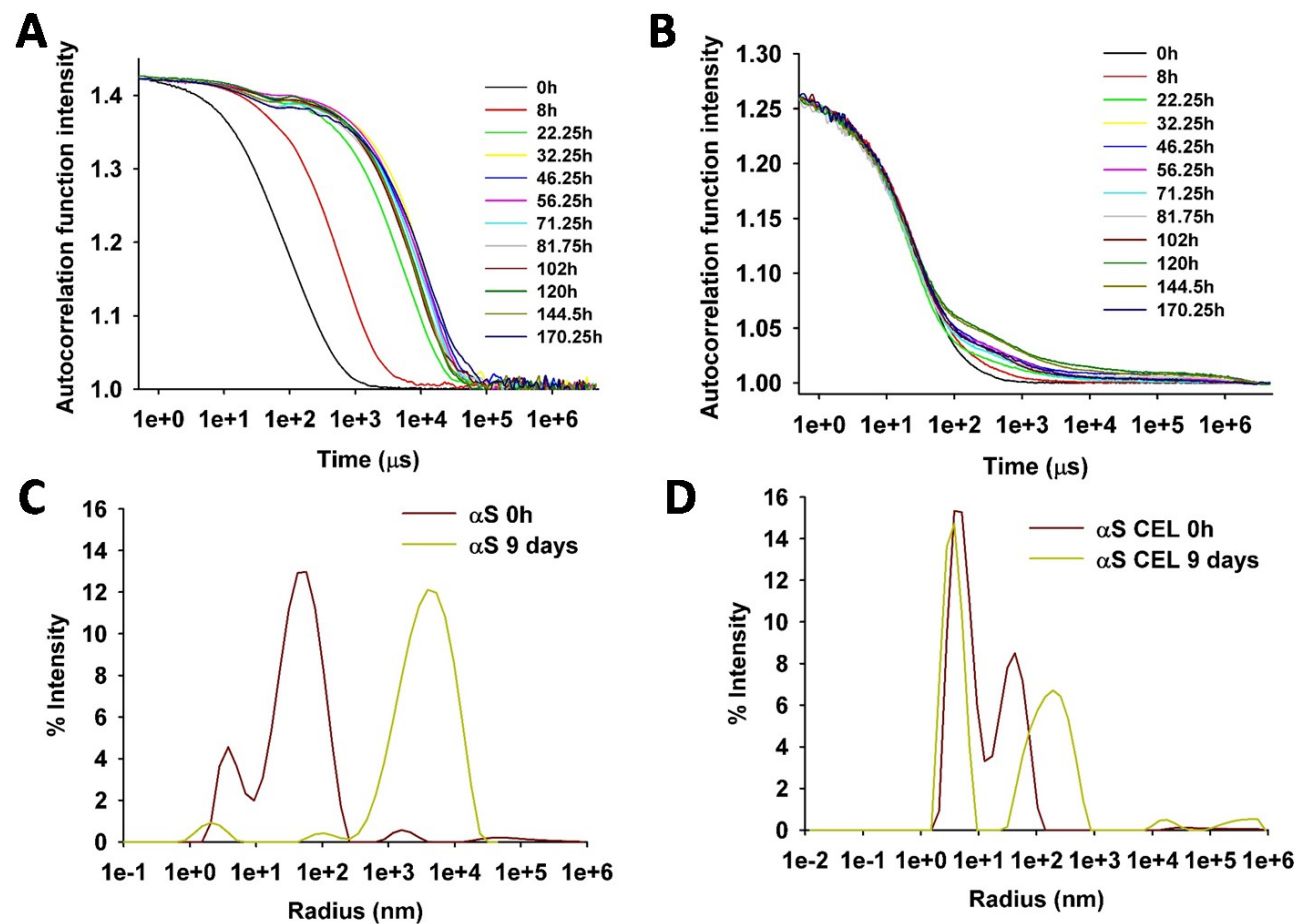 A
Autocorrelation function intensity
1.4
1.3
1.2
1.1
1.0
1e+0 1e+1 1e+2 1e+3 1e+4 1e+5 1e+6
Time (μs)
0h
8h
22.25h
32.25h
46.25h
56.25h
71.25h
81.75h
102h
120h
144.5h
170.25h
B
Autocorrelation function intensity
1.30
1.25
1.20
1.15
1.10
1.05
1.00
1e+0 1e+1 1e+2 1e+3 1e+4 1e+5 1e+6
Time (μs)
0h
8h
22.25h
32.25h
46.25h
56.25h
71.25h
81.75h
102h
120h
144.5h
170.25h
C
% Intensity
16
14
12
10
8
6
4
2
0
1e-1 1e+0 1e+1 1e+2 1e+3 1e+4 1e+5 1e+6
Radius (nm)
αS 0h
αS 9 days
D
% Intensity
16
14
12
10
8
6
4
2
0
1e-2 1e-1 1e+0 1e+1 1e+2 1e+3 1e+4 1e+5 1e+6
Radius (nm)
αS CEL 0h
αS CEL 9 days